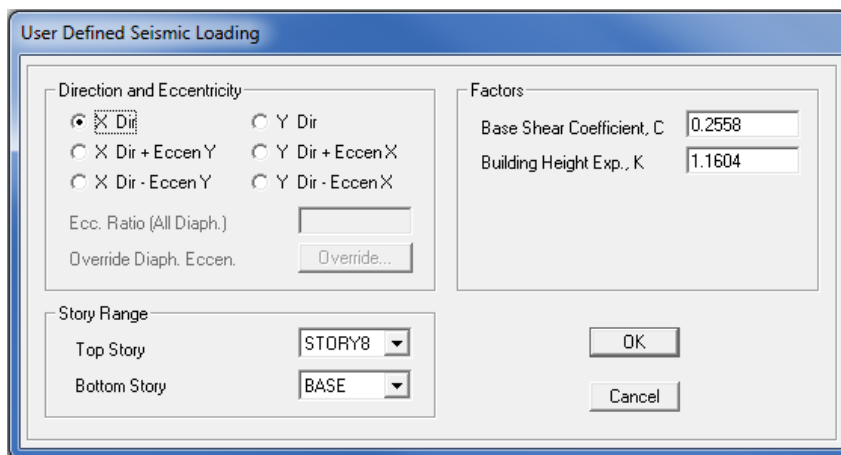 User Defined Seismic Loading
Direction and Eccentricity
X Dir
Y Dir
X Dir + Eccen Y
Y Dir + Eccen X
X Dir - Eccen Y
Y Dir - Eccen X
Ecc. Ratio (All Diaph.)
Override Diaph. Eccen.
Override...
Factors
Base Shear Coefficient, C
0.2558
Building Height Exp., K
1.1604
Story Range
Top Story
STORY8
Bottom Story
BASE
OK
Cancel